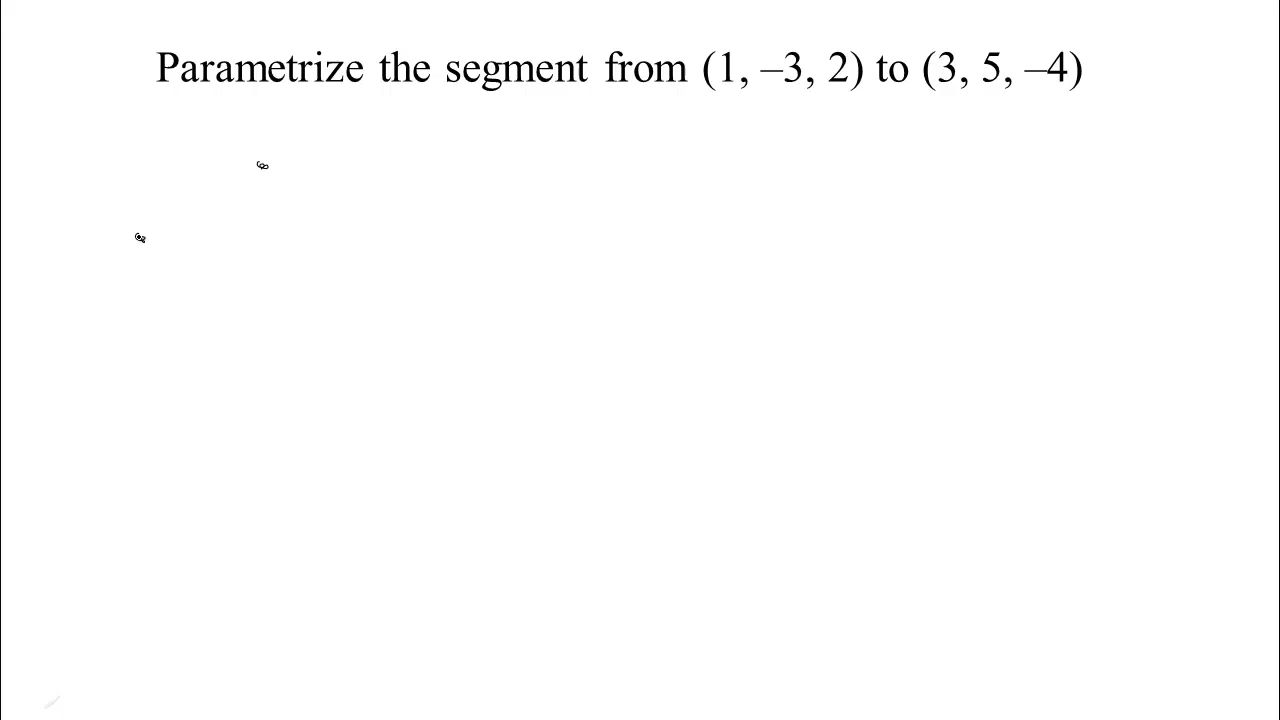 Parametrize the segment from (1, –3, 2) to (3, 5, –4)